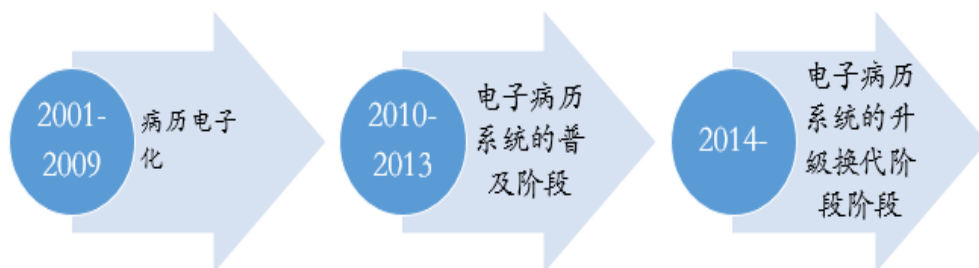 2001-
2009
病历电子
化
2010-
2013
电子病历
系统的普
及阶段
2014-
电子病历
系统的升
级换代阶
段阶段